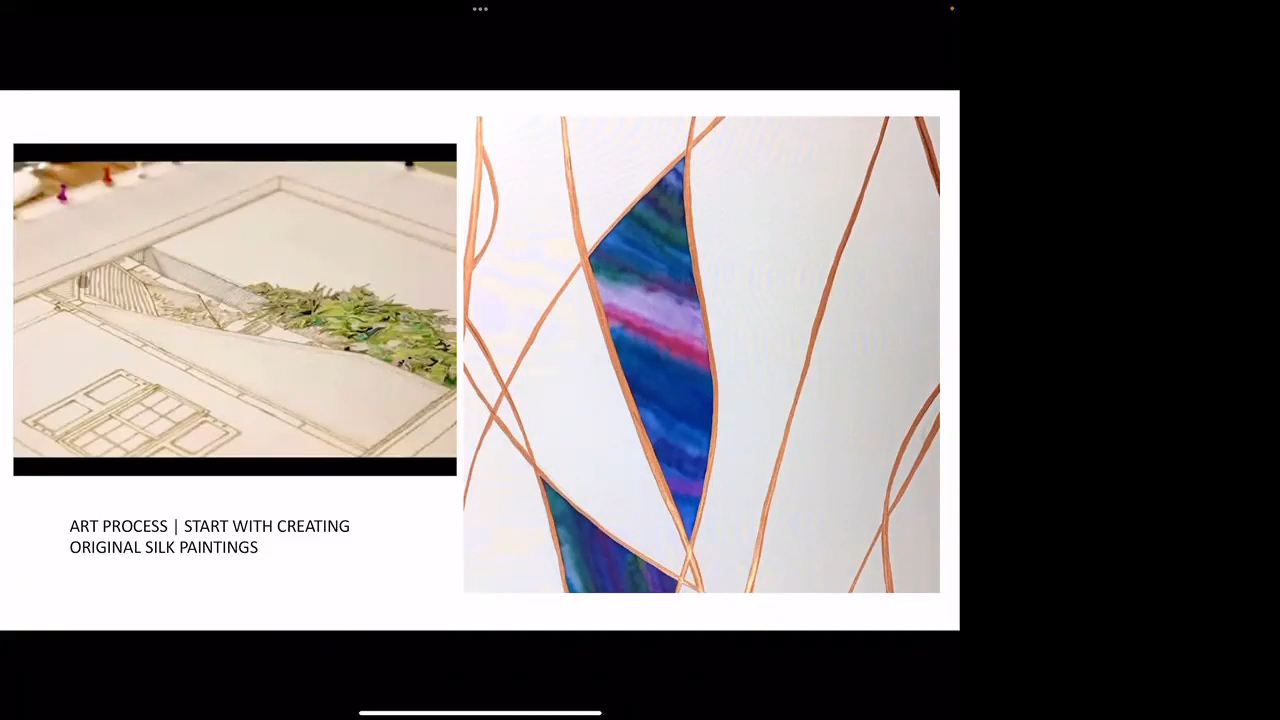 ART PROCESS | START WITH CREATING
ORIGINAL SILK PAINTINGS